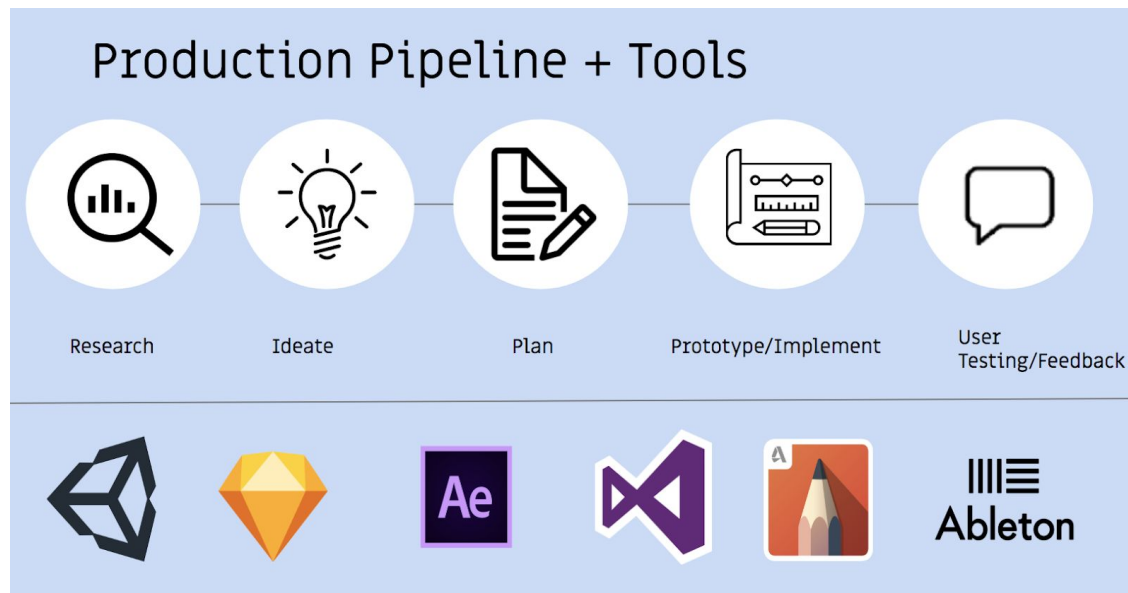 Production Pipeline + Tools
Research
Ideate
Plan
Prototype/Implement
User
Testing/Feedback
Ae
A
Ableton